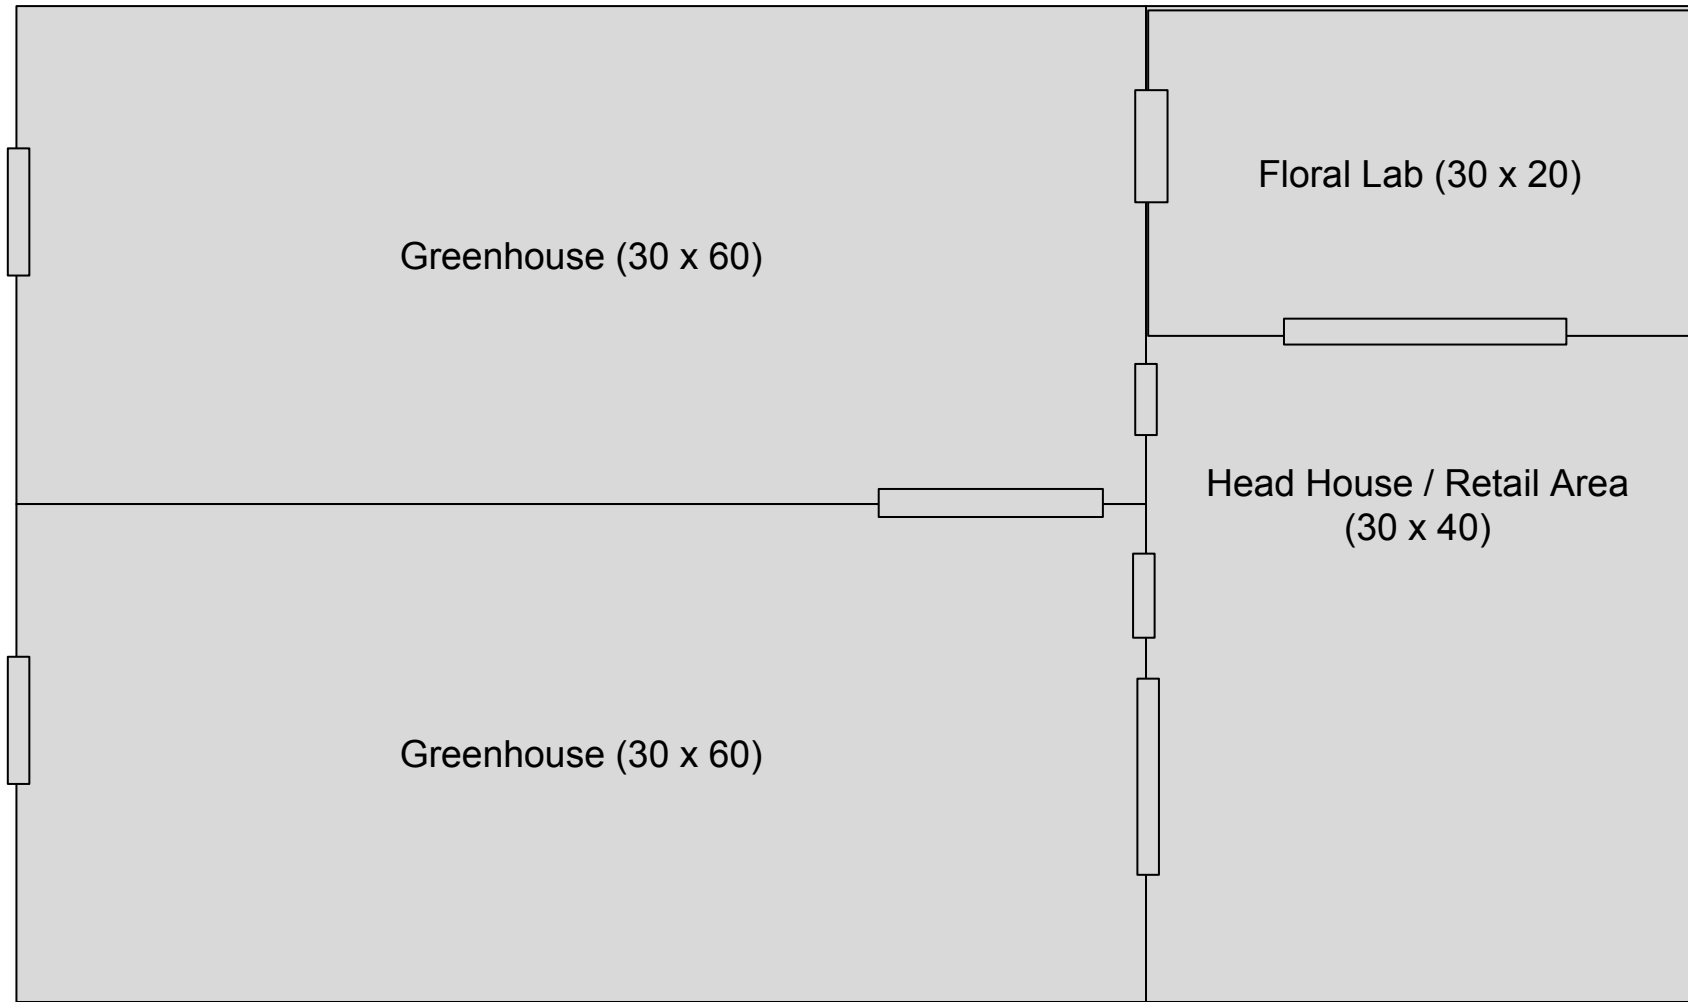 Floral Lab (30 x 20)
Greenhouse (30 x 60)
Head House / Retail Area
(30 x 40)
Greenhouse (30 x 60)